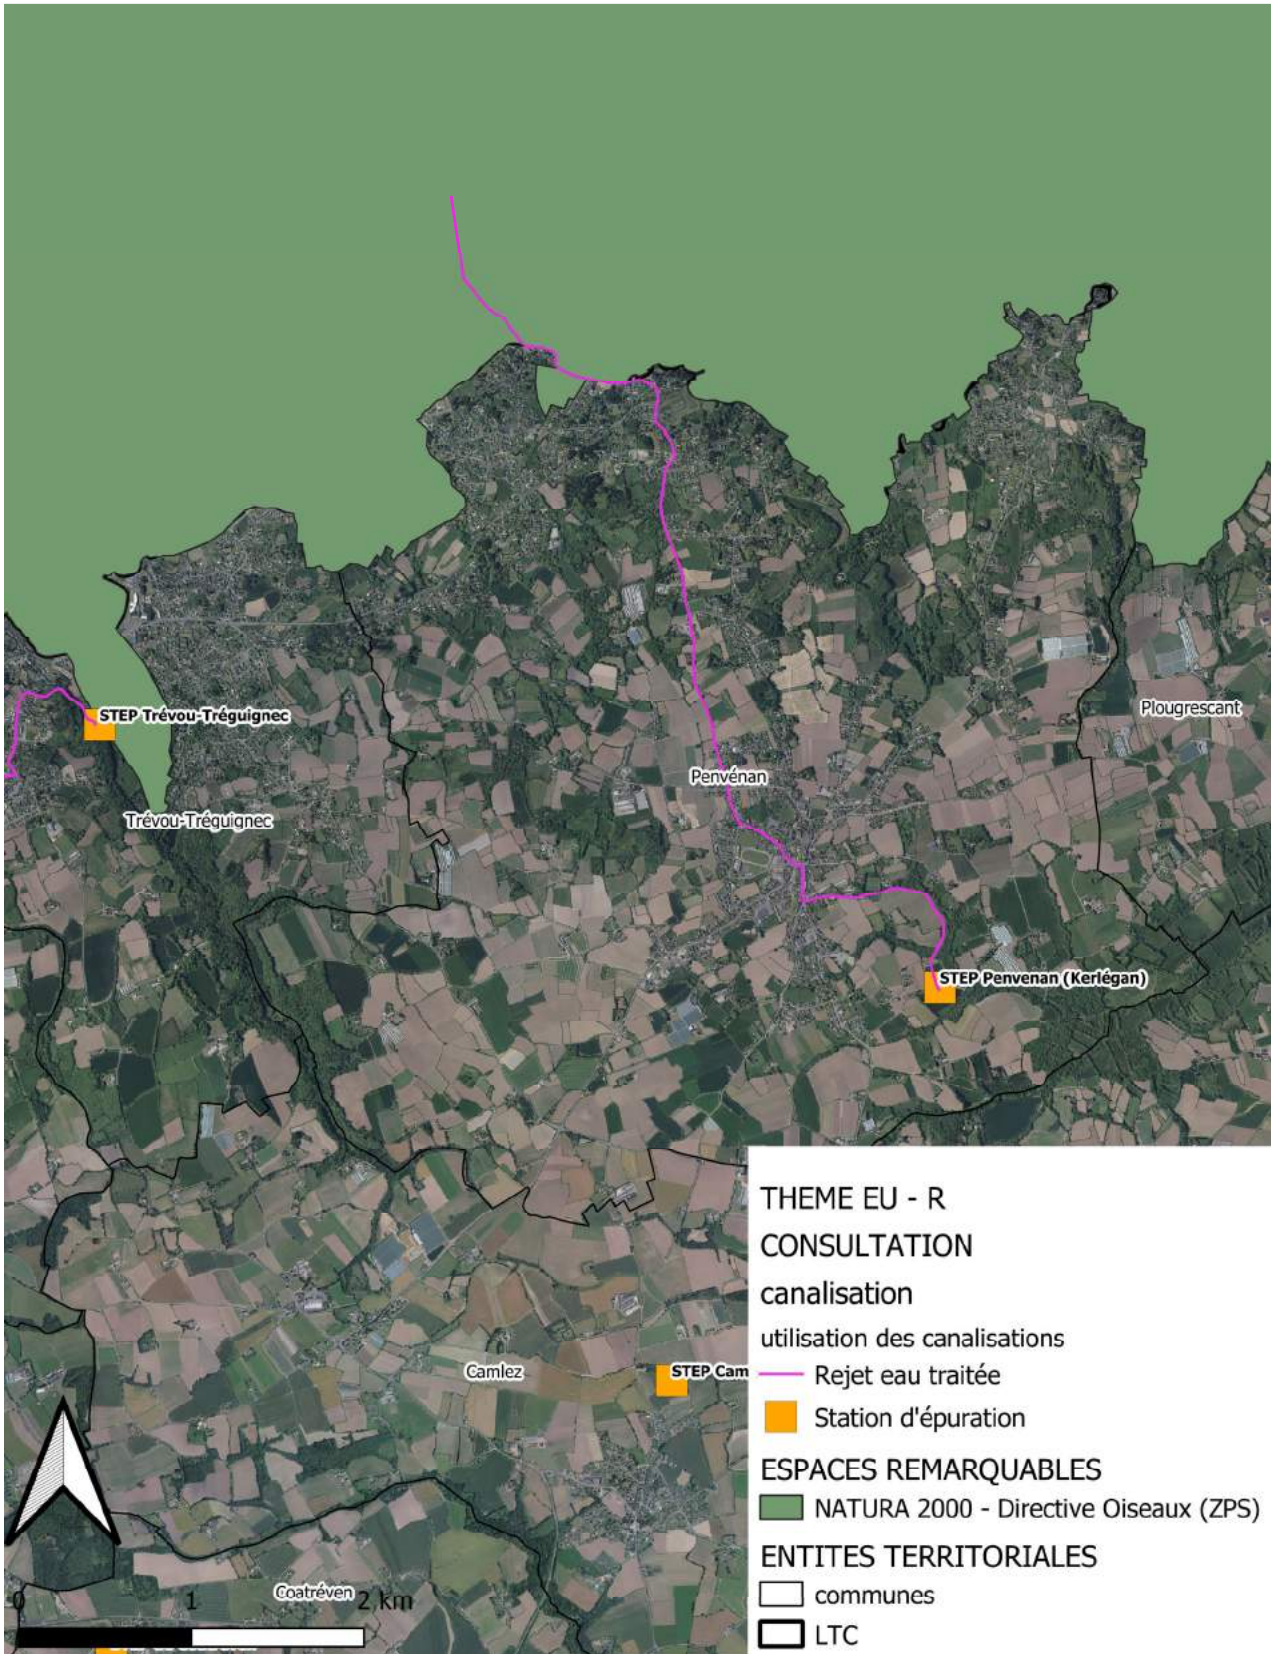 STEP Trévou-Tréguignec
Plougrescant
Penvénan
Trévou-Tréguignec
STEP Penvenan (Kerlégan)
Camlez
STEP Cam
Coatréven
0 1 2 km
THEME EU - R
CONSULTATION
canalisation
utilisation des canalisations
Rejet eau traitée
Station d'épuration
ESPACES REMARQUABLES
NATURA 2000 - Directive Oiseaux (ZPS)
ENTITES TERRITORIALES
communes
LTC